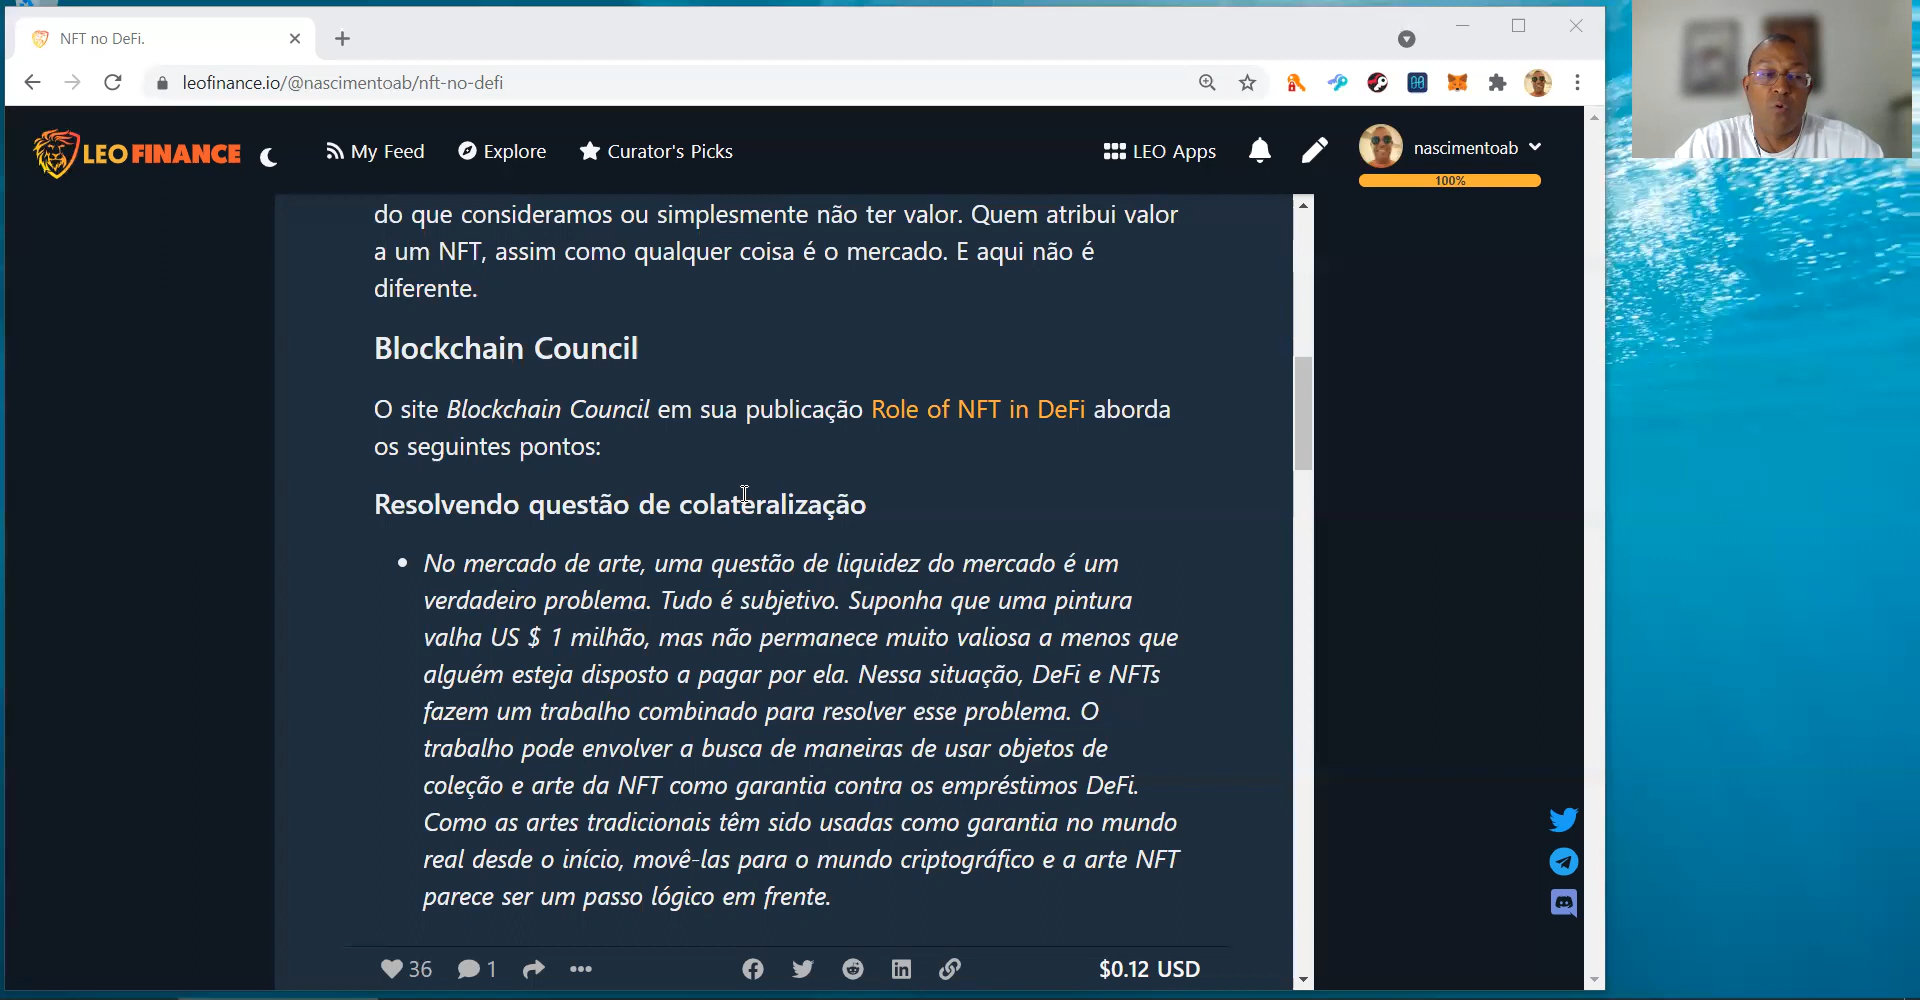 NFT no DeFi.
leofinance.io/@nascimentoab/nft-no-defi
LEOFINANCE
My Feed
Explore
Curator's Picks
LEO Apps
nascimentoab
100%
do que consideramos ou simplesmente não ter valor. Quem atribui valor
a um NFT, assim como qualquer coisa é o mercado. E aqui não é
diferente.
Blockchain Council
O site Blockchain Council em sua publicação Role of NFT in DeFi aborda
os seguintes pontos:
Resolvendo questão de colateralização
• No mercado de arte, uma questão de liquidez do mercado é um
verdadeiro problema. Tudo é subjetivo. Suponha que uma pintura
valha US $ 1 milhão, mas não permanece muito valiosa a menos que
alguém esteja disposto a pagar por ela. Nessa situação, DeFi e NFTs
fazem um trabalho combinado para resolver esse problema. O
trabalho pode envolver a busca de maneiras de usar objetos de
coleção e arte da NFT como garantia contra os empréstimos DeFi.
Como as artes tradicionais têm sido usadas como garantia no mundo
real desde o início, movê-las para o mundo criptográfico e a arte NFT
parece ser um passo lógico em frente.
36
1
$0.12 USD